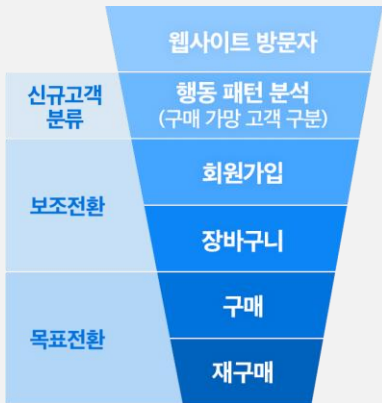 웹사이트 방문자
신규고객
분류
행동 패턴 분석
(구매 가망 고객 구분)
보조전환
회원가입
장바구니
목표전환
구매
재구매